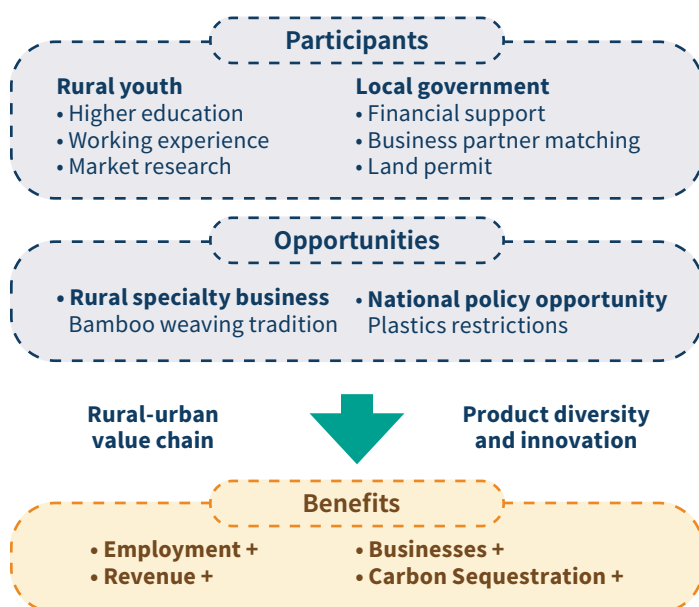 Participants
Rural youth
• Higher education
• Working experience
• Market research
Local government
• Financial support
• Business partner matching
• Land permit
Opportunities
• Rural specialty business
Bamboo weaving tradition
• National policy opportunity
Plastics restrictions
Rural-urban
value chain
Product diversity
and innovation
Benefits
• Employment +
• Revenue +
• Businesses +
• Carbon Sequestration +